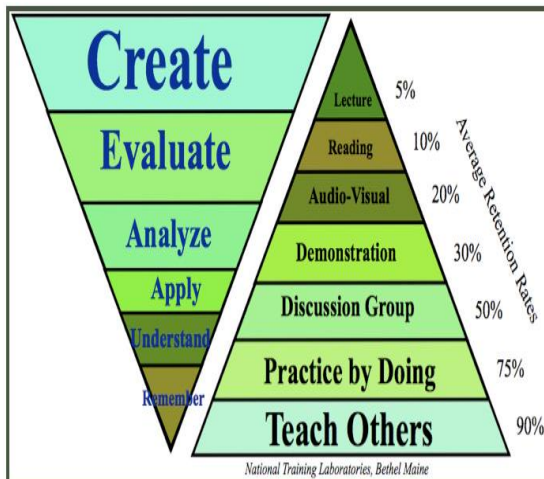 Create
Evaluate
Analyze
Apply
Understand
Remember
Lecture
5%
Reading
10%
Audio-Visual
20%
Demonstration
30%
Discussion Group
50%
Practice by Doing
75%
Teach Others
90%
Average Retention Rates
National Training Laboratories, Bethel Maine